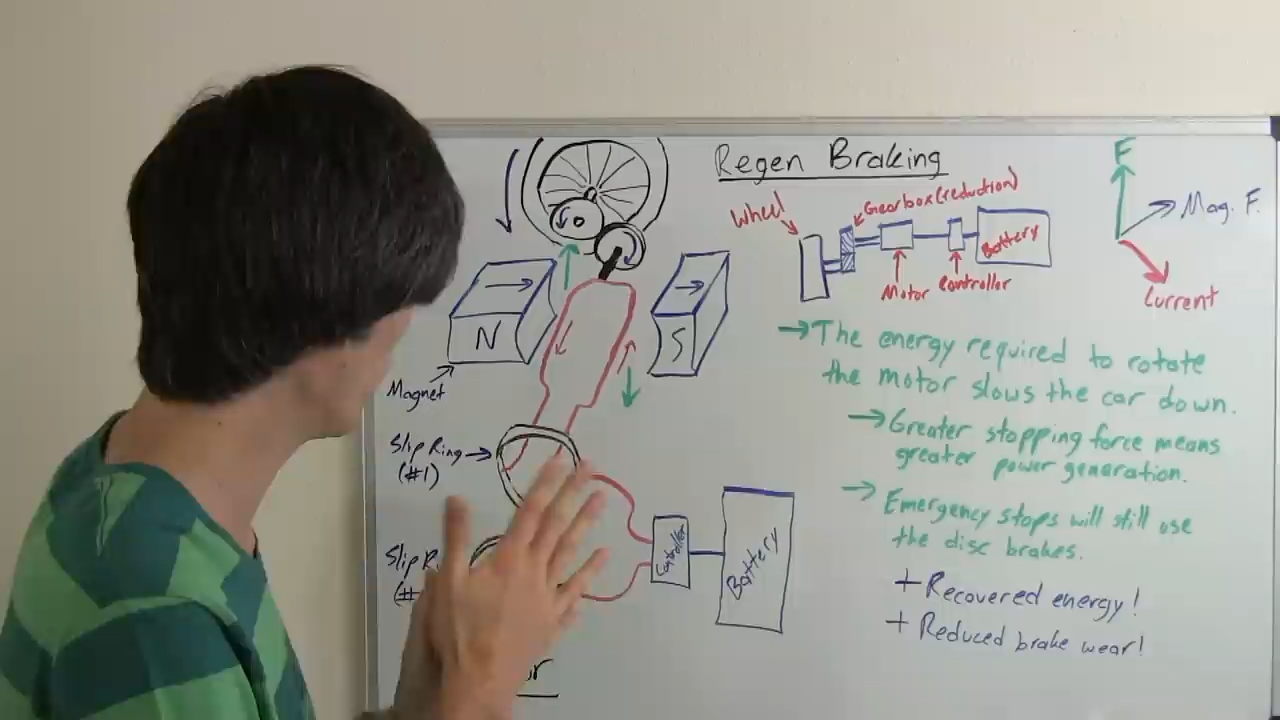 Regen Braking
F
Mag. F.
Current
Wheel
Gearbox (reduction)
Battery
Motor
Controller
N
S
Magnet
Slip Ring
(#1)
Slip
(#
Controller
Battery
→The energy required to rotate
the motor slows the car down.
→Greater stopping force means
greater power generation.
→ Emergency stops will still use
the disc brakes.
+ Recovered energy!
+ Reduced brake wear!